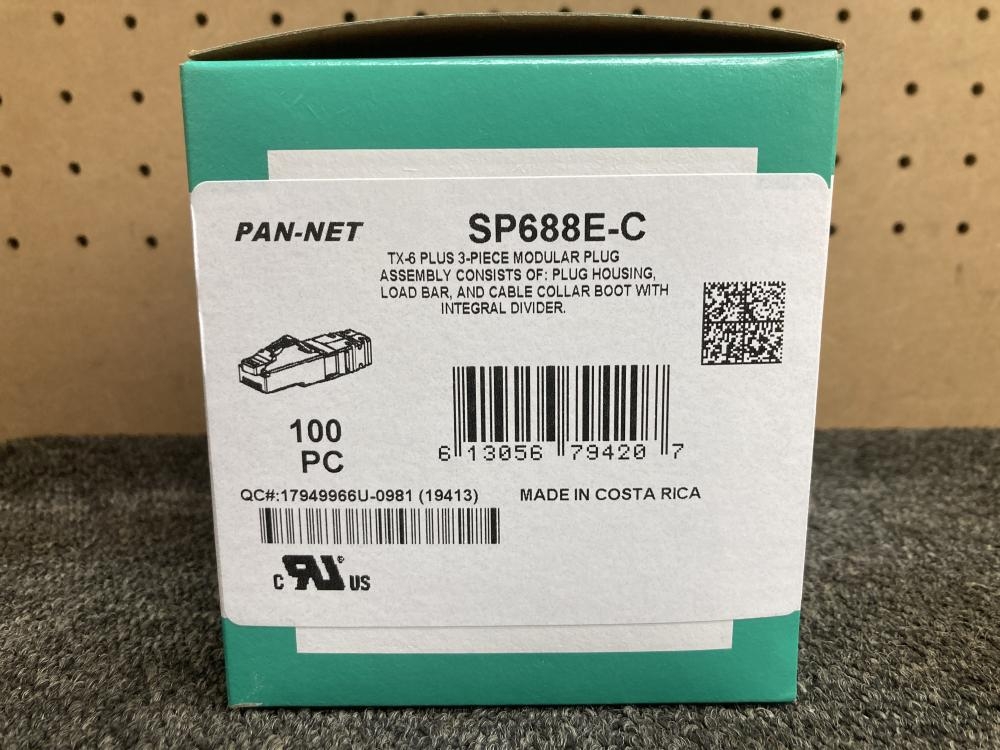 PAN-NET
SP688E-C
TX-6 PLUS 3-PIECE MODULAR PLUG
ASSEMBLY CONSISTS OF: PLUG HOUSING,
LOAD BAR, AND CABLE COLLAR BOOT WITH
INTEGRAL DIVIDER.
100
PC
6 13056 79420 7
QC#:17949966U-0981 (19413)
MADE IN COSTA RICA
C RU ® US